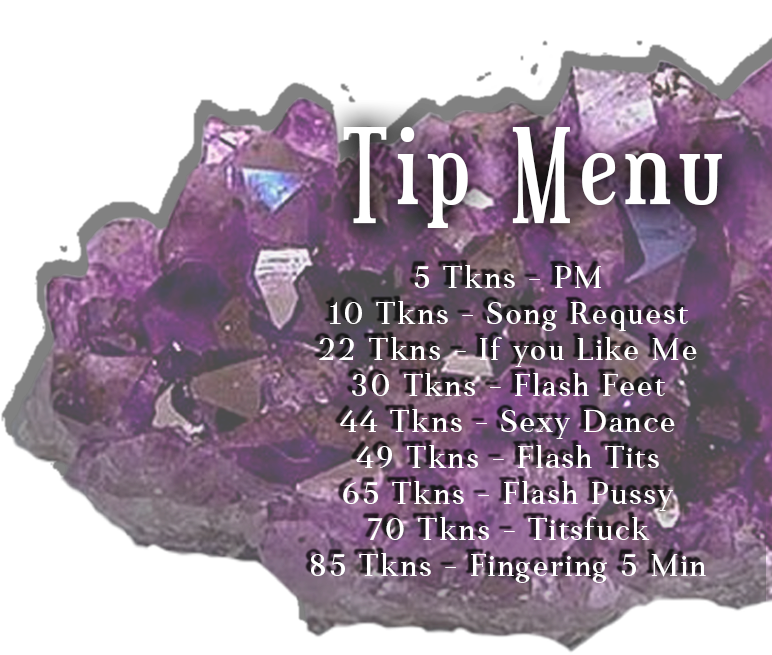 Tip Menu
5 Tkns - PM
10 Tkns - Song Request
22 Tkns - If you Like Me
30 Tkns - Flash Feet
44 Tkns - Sexy Dance
49 Tkns - Flash Tits
65 Tkns - Flash Pussy
70 Tkns - Titsfuck
85 Tkns - Fingering 5 Min